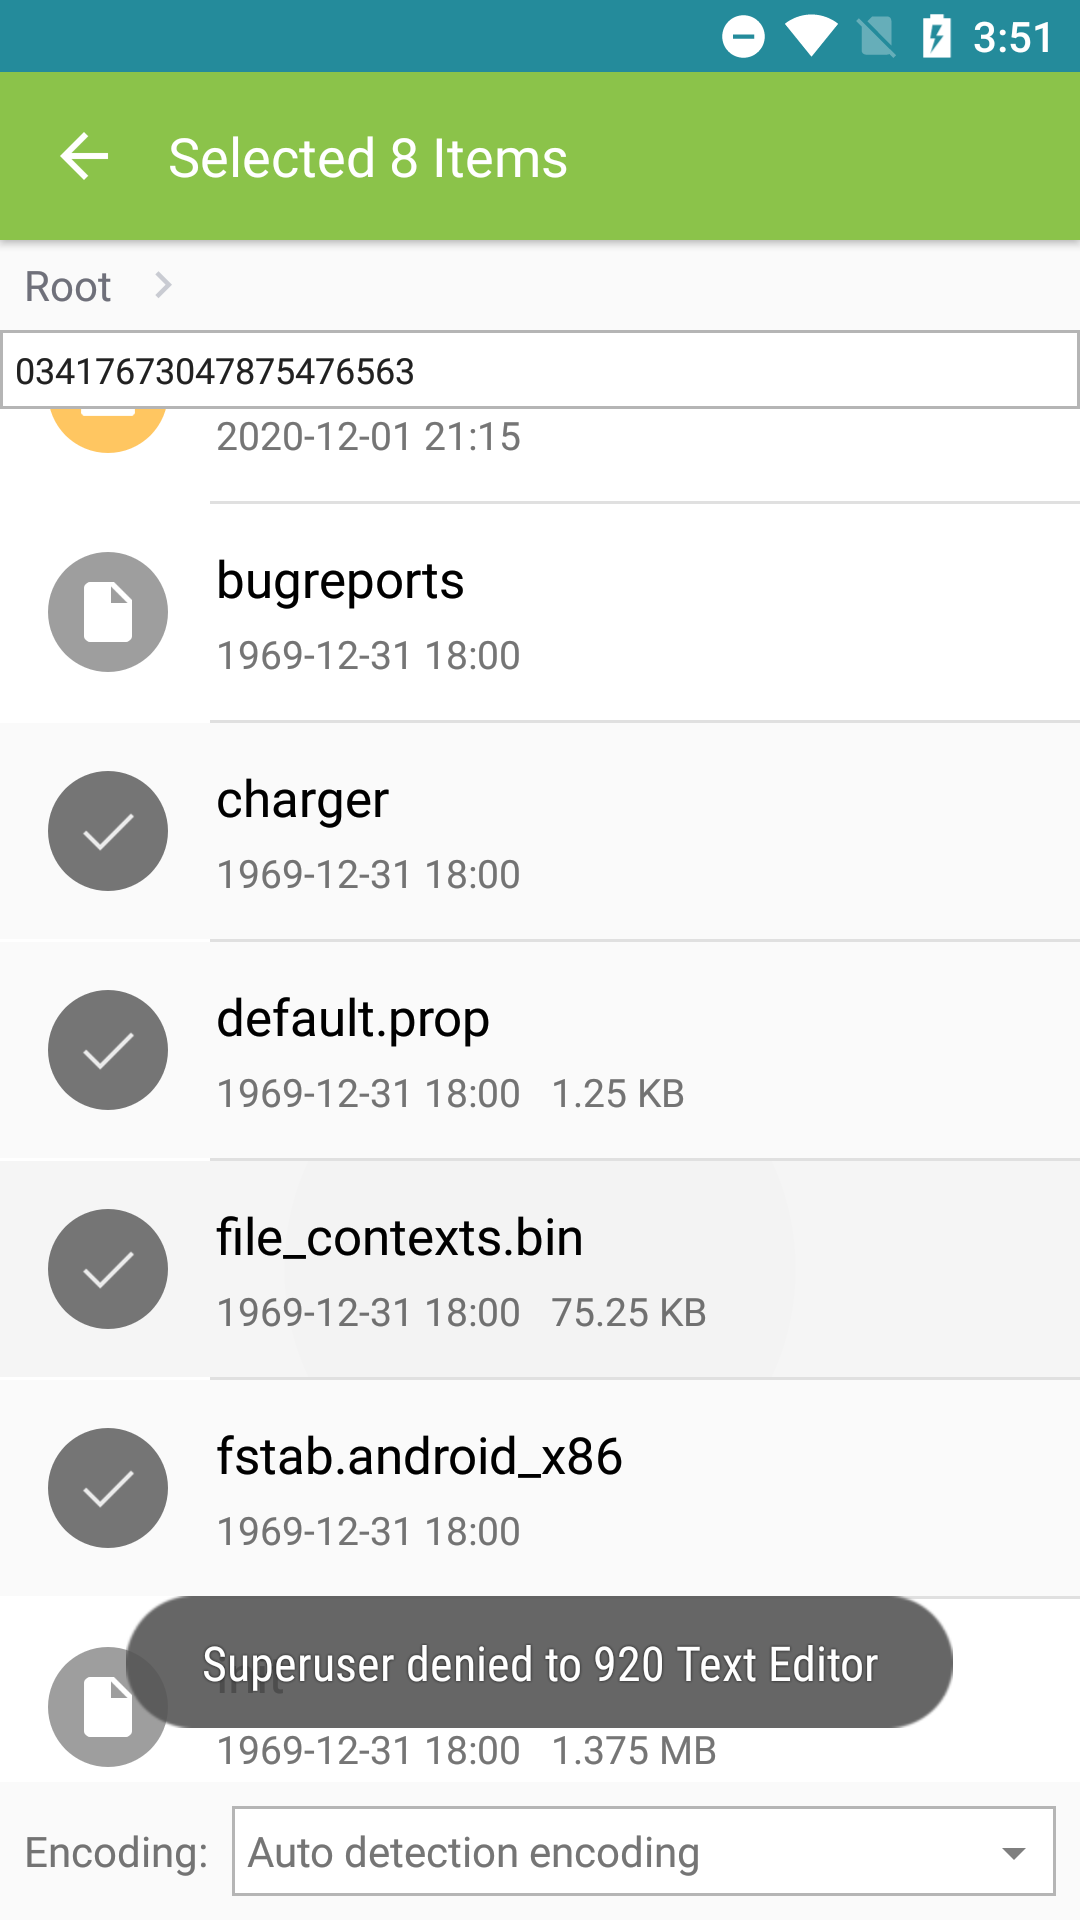 3:51
Selected 8 Items
Root
03417673047875476563
2020-12-01 21:15
bugreports
1969-12-31 18:00
charger
1969-12-31 18:00
default.prop
1969-12-31 18:00 1.25 KB
file_contexts.bin
1969-12-31 18:00 75.25 KB
fstab.android_x86
1969-12-31 18:00
Superuser denied to 920 Text Editor
1969-12-31 18:00 1.375 MB
Encoding: Auto detection encoding